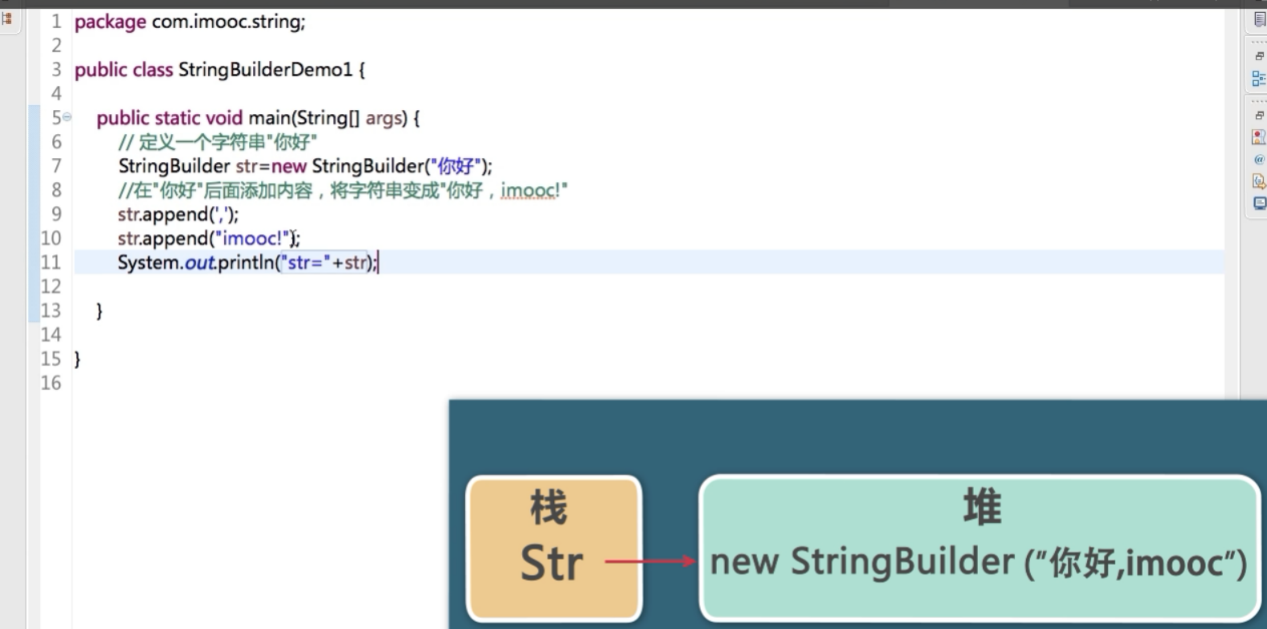 1 package com.imooc.string;
2
3 public class StringBuilderDemo1 {
4
5 public static void main(String[] args) {
6 // 定义一个字符串"你好"
7 StringBuilder str=new StringBuilder("你好");
8 //在"你好"后面添加内容，将字符串变成"你好，imooc!"
9 str.append(',');
10 str.append("imooc!");
11 System.out.println("str="+str);
12
13 }
14
15 }
16
栈
Str
堆
new StringBuilder ("你好,imooc")